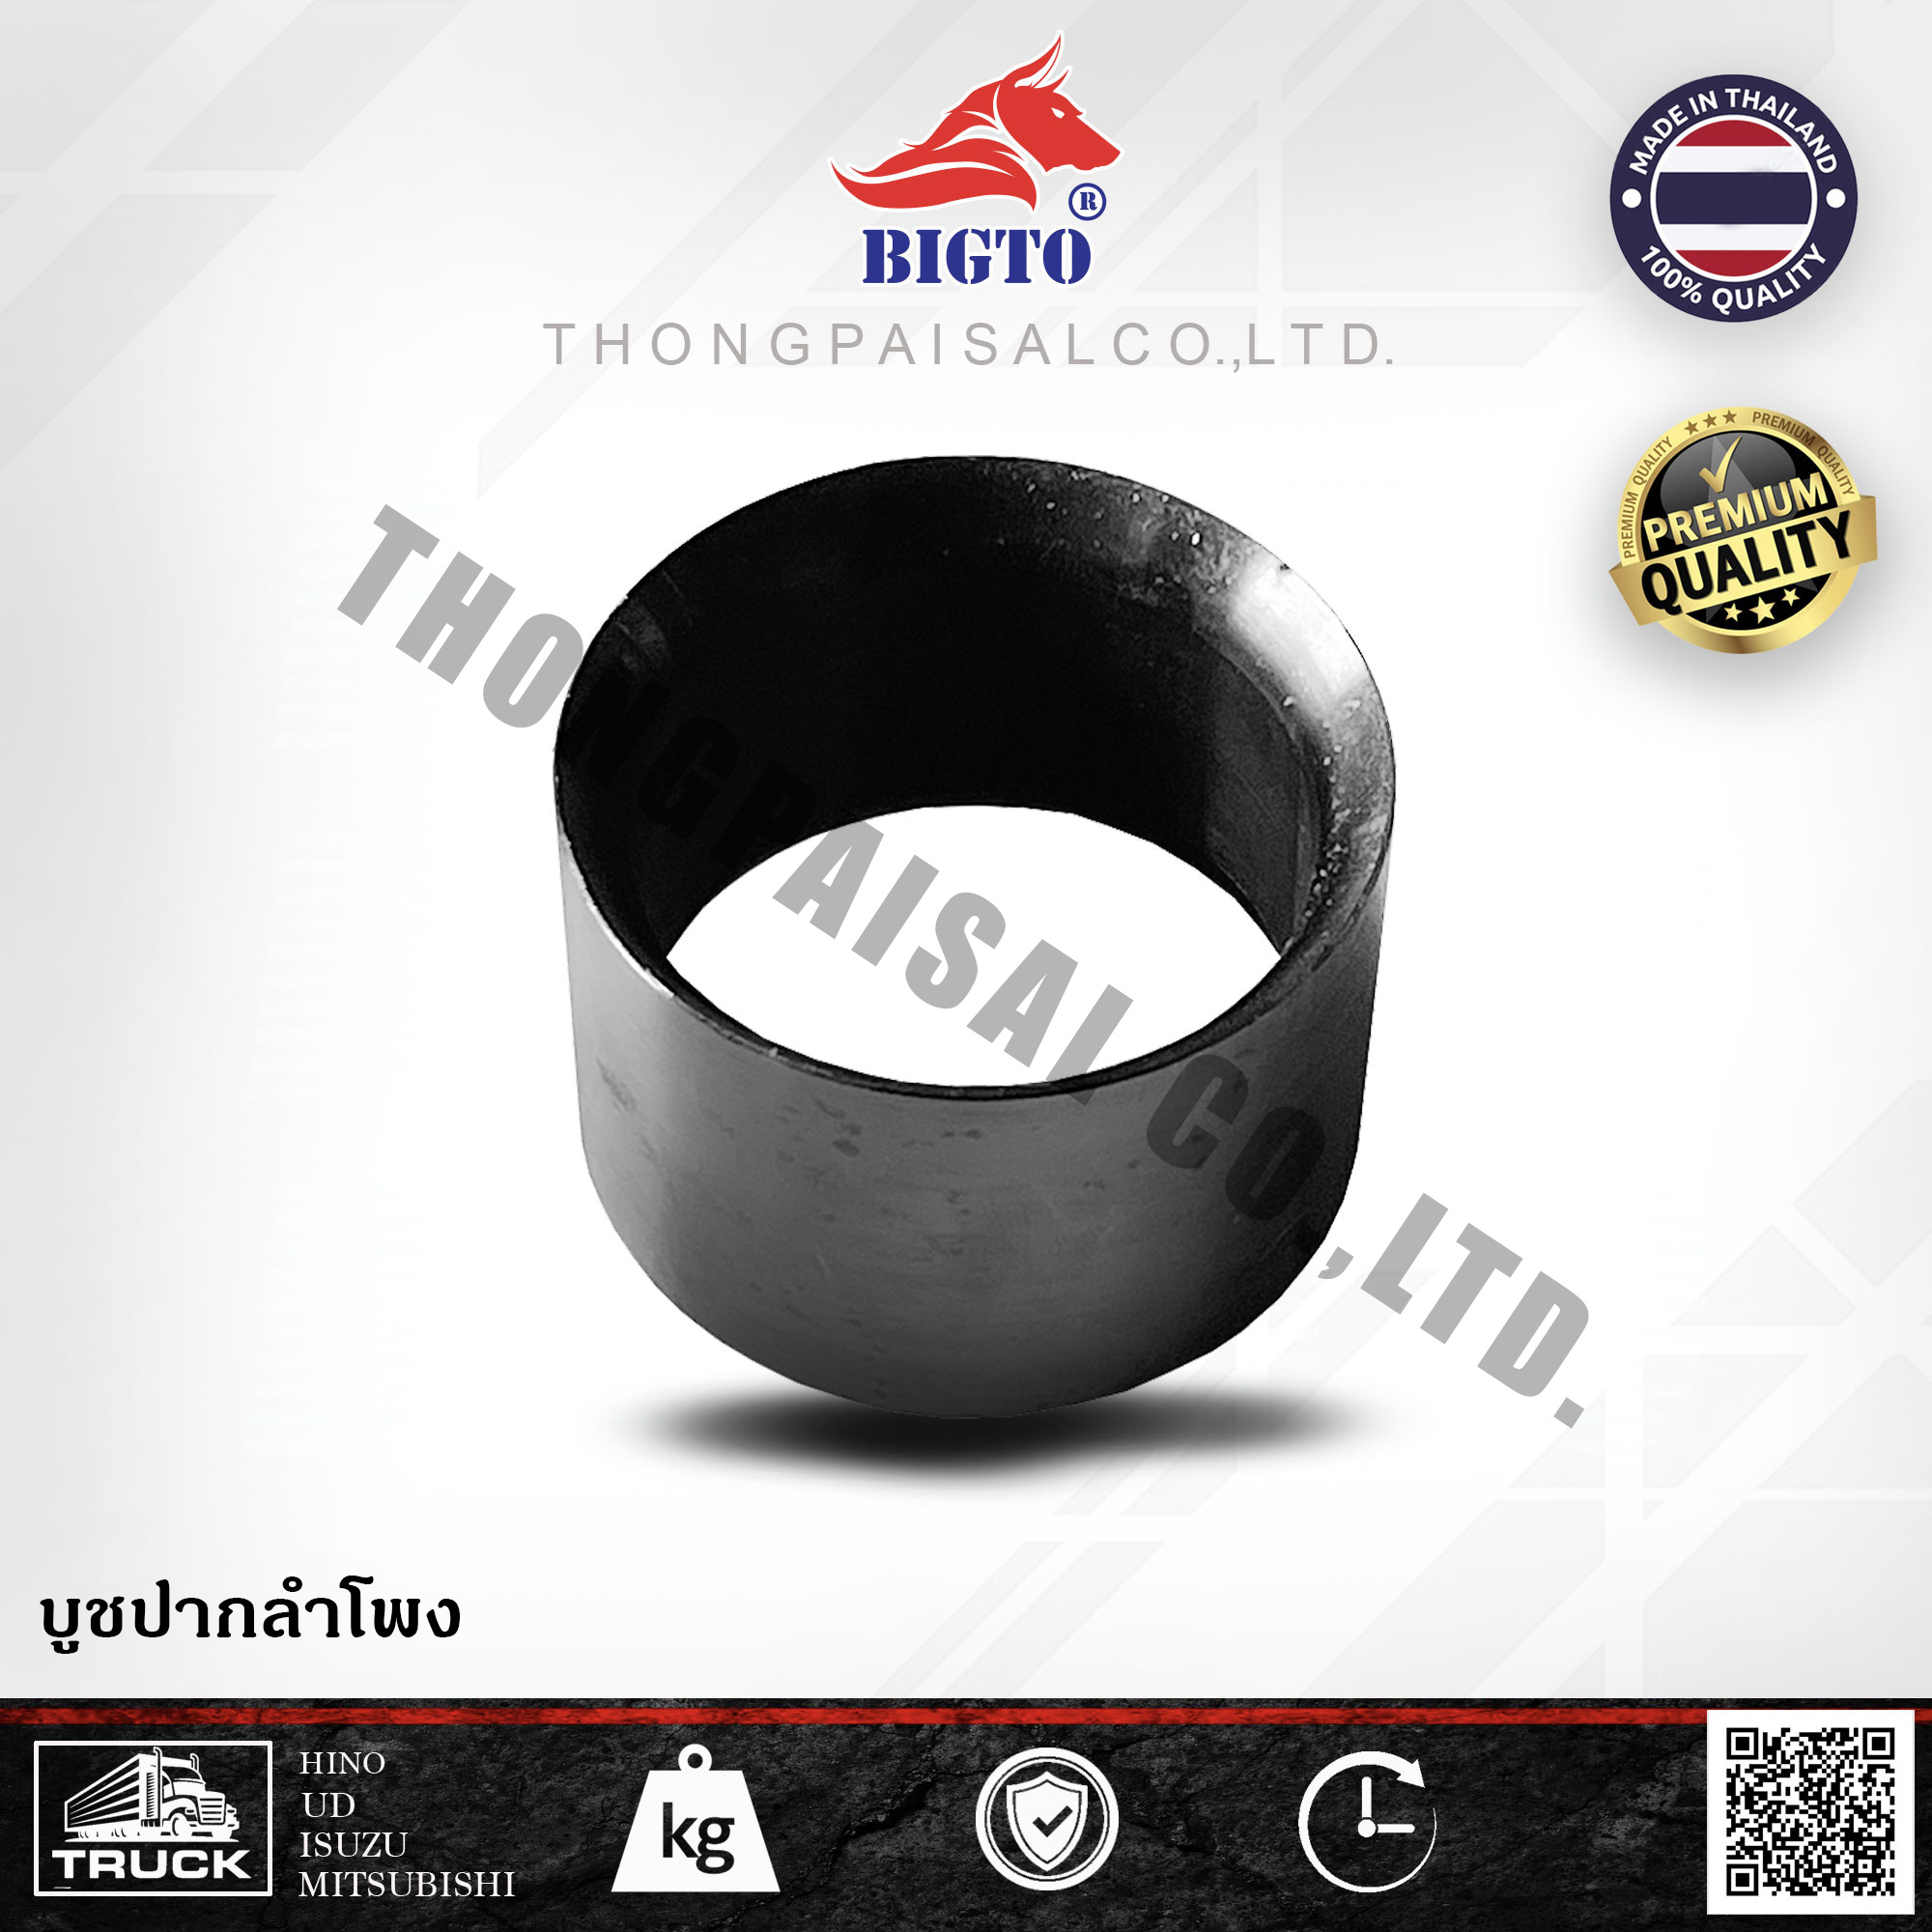 BIGTO
®
THONGPAISALCO.,LTD.
MADE IN THAILAND
100% QUALITY
PREMIUM QUALITY
PREMIUM QUALITY
PREMIUM
QUALITY
THONGPAISAL CO.,LTD.
บูชปากลำโพง
TRUCK
HINO
UD
ISUZU
MITSUBISHI
kg